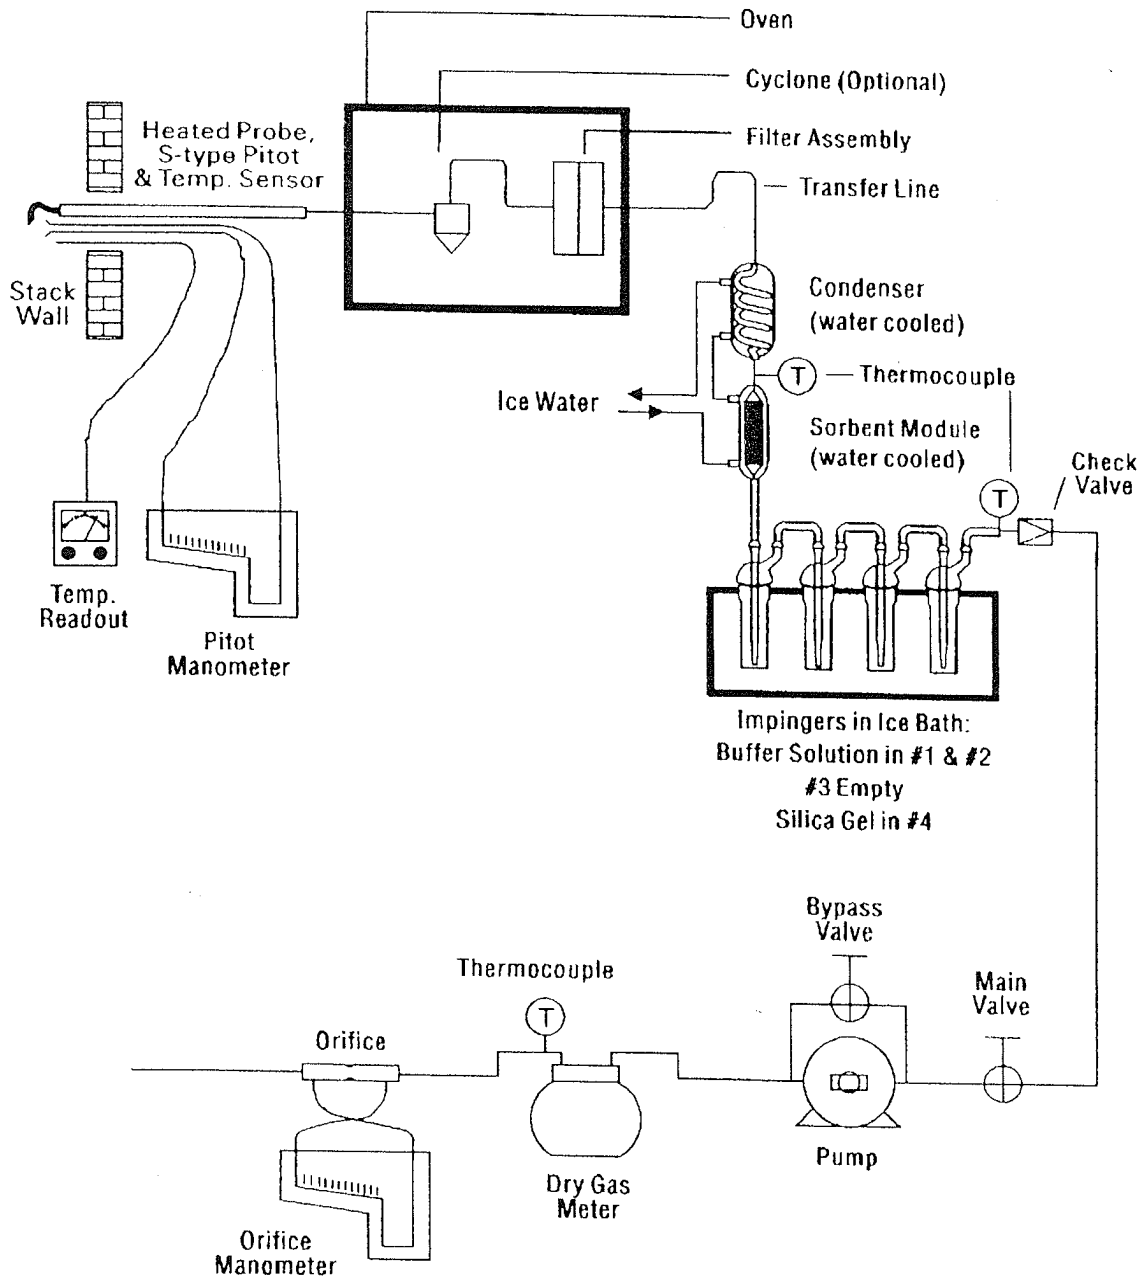 Oven
Cyclone (Optional)
Filter Assembly
Heated Probe,
S-type Pitot
& Temp. Sensor
Transfer Line
Stack
Wall
Condenser
(water cooled)
T
Thermocouple
Ice Water
Sorbent Module
(water cooled)
Check
Valve
T
Temp.
Readout
Pitot
Manometer
Impingers in Ice Bath:
Buffer Solution in #1 & #2
#3 Empty
Silica Gel in #4
Bypass
Valve
Main
Valve
Thermocouple
T
Orifice
Pump
Dry Gas
Meter
Orifice
Manometer